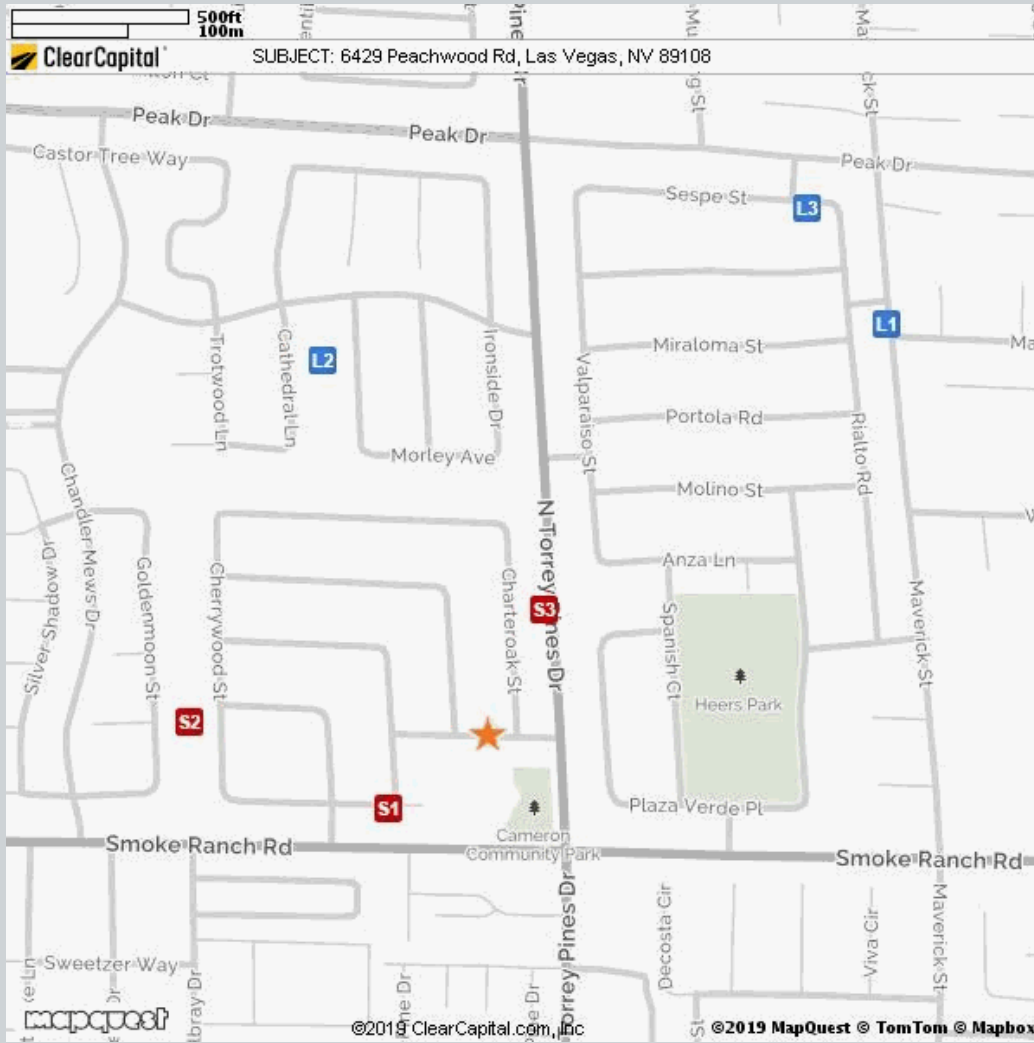 500ft
100m
ClearCapital
SUBJECT: 6429 Peachwood Rd, Las Vegas, NV 89108
Peak Dr
Peak Dr
Peak Dr
Castor Tree Way
Sespe St
L3
L1
Miraloma St
L2
Trotwood Ln
Cathedral Ln
Ironside Dr
Valparaiso St
Portola Rd
Rialto Rd
Morley Ave
Molino St
Chandler Mews Dr
N Torrey Pines Dr
Anza Ln
Silver Shadow Dr
Goldenmoon St
Cherrywood St
Charteroak St
S3
Spanish Ct
Maverick St
Heers Park
S2
S1
Plaza Verde Pl
Cameron
Community Park
Smoke Ranch Rd
Smoke Ranch Rd
Torrey Pines Dr
Decosta Cir
Viva Cir
Maverick St
Sweetzer Way
mapquest
©2019 ClearCapital.com, Inc
©2019 MapQuest © TomTom © Mapbox